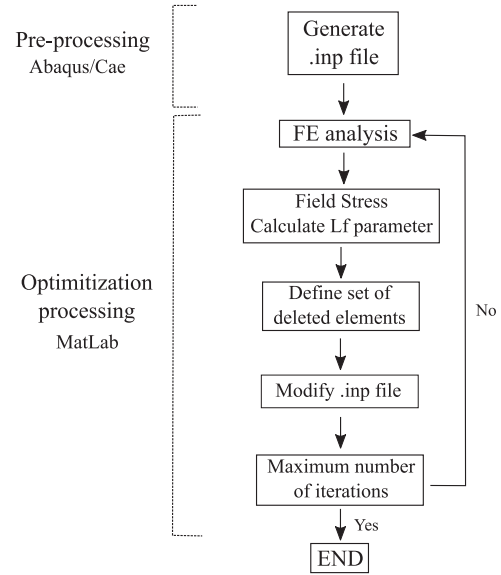 Pre-processing
Abaqus/Cae
Generate
.inp file
FE analysis
Field Stress
Calculate Lf parameter
Optimitization
processing
MatLab
Define set of
deleted elements
No
Modify .inp file
Maximum number
of iterations
Yes
END